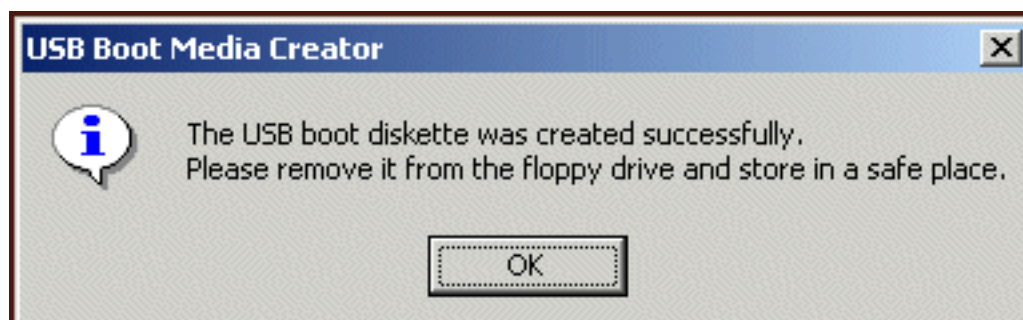 USB Boot Media Creator
The USB boot diskette was created successfully.
Please remove it from the floppy drive and store in a safe place.
OK